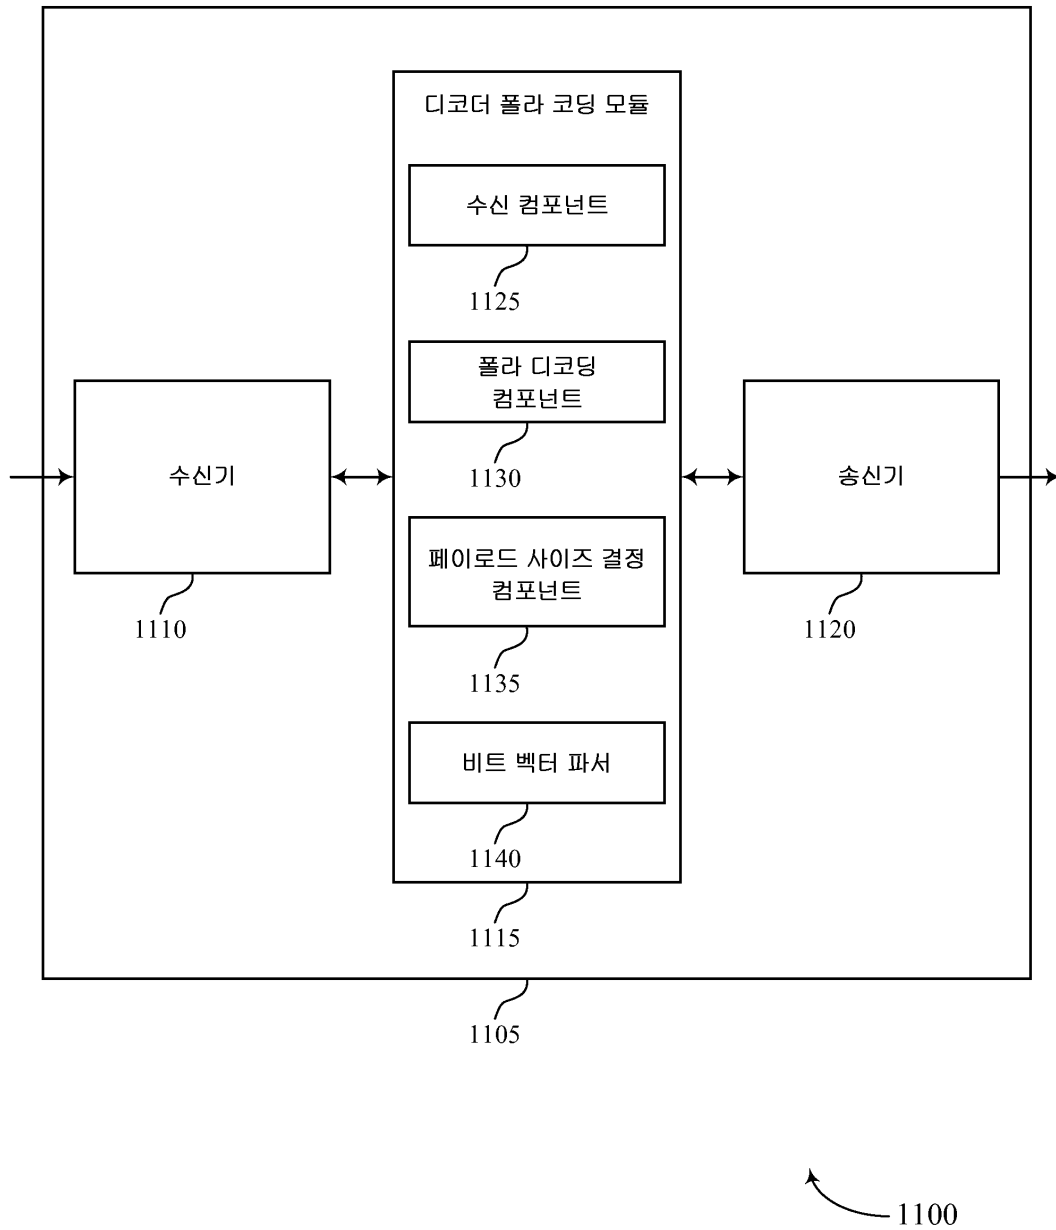 디코더 폴라 코딩 모듈
수신 컴포넌트
1125
폴라 디코딩
컴포넌트
1130
수신기
1110
송신기
1120
페이로드 사이즈 결정
컴포넌트
1135
비트 벡터 파서
1140
1115
1105
1100